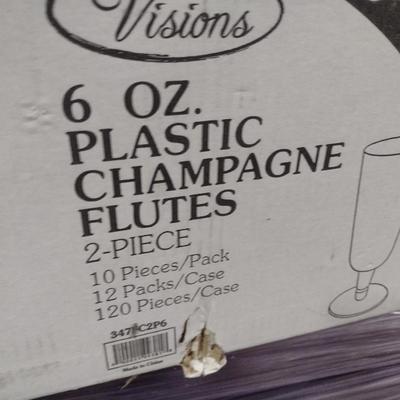 Visions
6 OZ.
PLASTIC
CHAMPAGNE
FLUTES
2-PIECE
10 Pieces/Pack
12 Packs/Case
120 Pieces/Case
Made in China